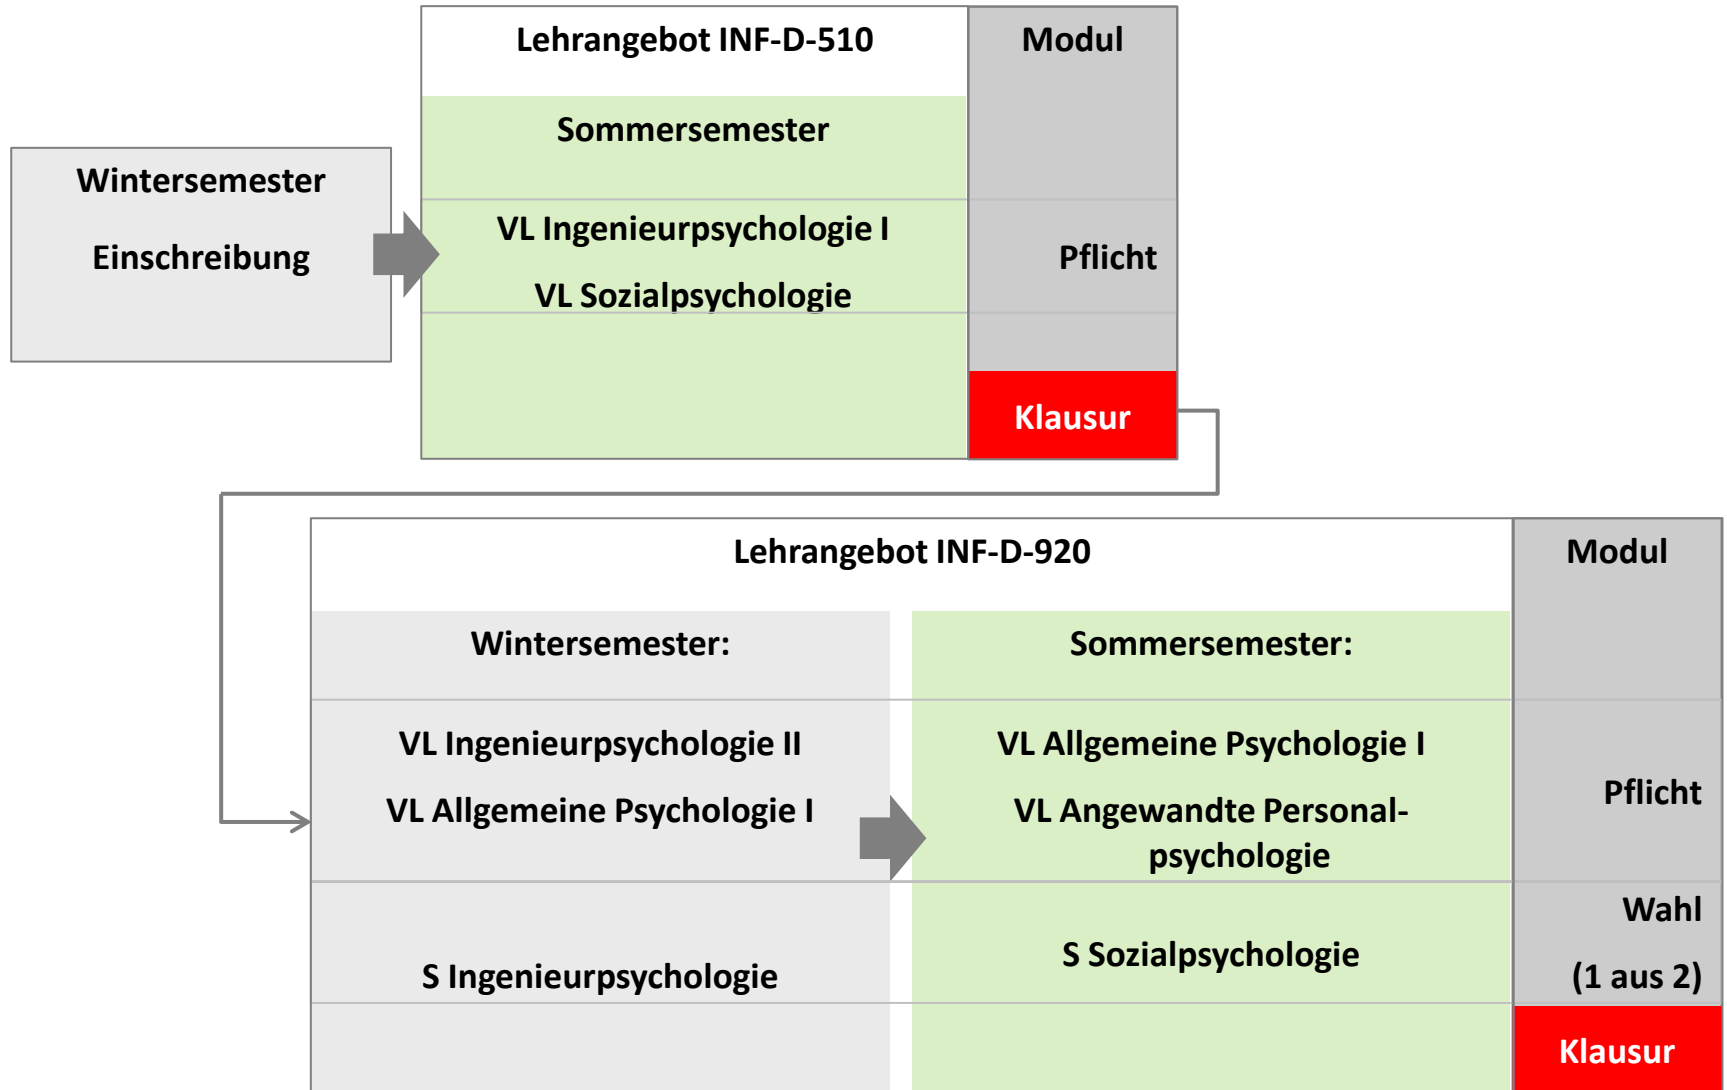 Lehrangebot INF-D-510
Modul
Sommersemester
Wintersemester
Einschreibung
VL Ingenieurpsychologie I
VL Sozialpsychologie
Pflicht
Klausur
Lehrangebot INF-D-920
Modul
Wintersemester:
Sommersemester:
VL Ingenieurpsychologie II
VL Allgemeine Psychologie I
VL Allgemeine Psychologie I
VL Angewandte Personal-
psychologie
Pflicht
S Ingenieurpsychologie
S Sozialpsychologie
Wahl
(1 aus 2)
Klausur